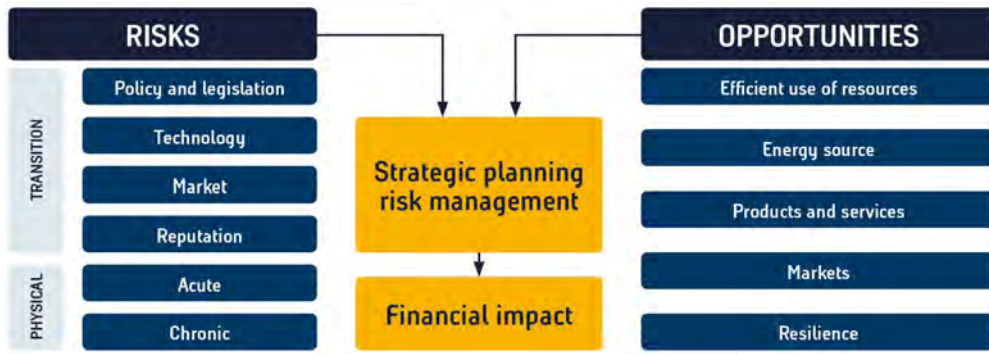 RISKS
TRANSITION
Policy and legislation
Technology
Market
Reputation
PHYSICAL
Acute
Chronic
Strategic planning
risk management
Financial impact
OPPORTUNITIES
Efficient use of resources
Energy source
Products and services
Markets
Resilience